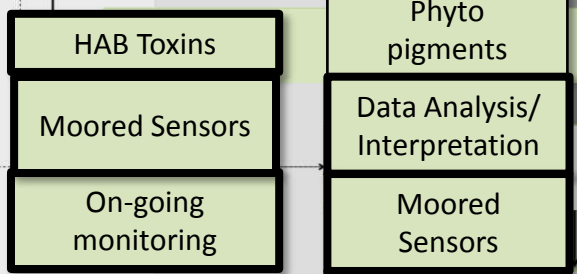 HAB Toxins
Moored Sensors
On-going
monitoring
Phyto
pigments
Data Analysis/
Interpretation
Moored
Sensors